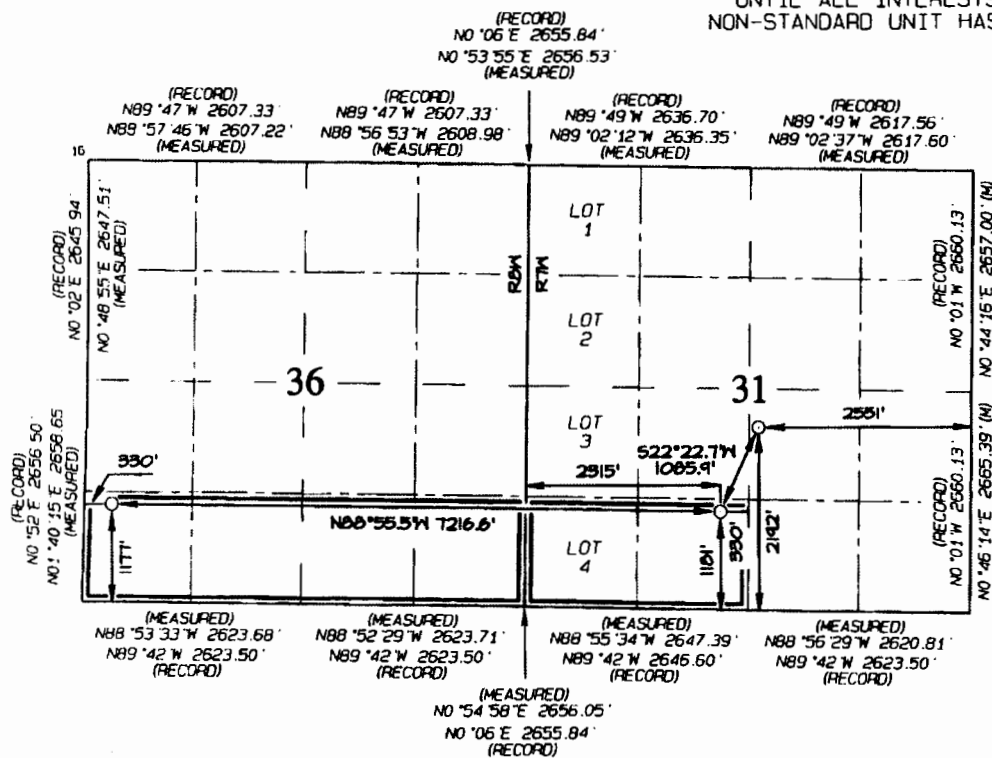 UNTIL ALL INTERESTS
NON-STANDARD UNIT HAS
(RECORD)
N0°06'E 2655.84'
N0°53'55"E 2656.53'
(MEASURED)
(RECORD)
N89°47'W 2607.33'
N88°57'46"W 2607.22'
(MEASURED)
(RECORD)
N89°47'W 2607.33'
N88°56'53"W 2608.98'
(MEASURED)
(RECORD)
N89°49'W 2636.70'
N89°02'12"W 2636.35'
(MEASURED)
(RECORD)
N89°49'W 2617.56'
N89°02'37"W 2617.60'
(MEASURED)
16
(RECORD)
N0°02'E 2645.94'
N0°48'55"E 2647.51'
(MEASURED)
LOT
1
R8W
R7W
(RECORD)
N0°01'W 2660.13'
N0°44'16"E 2657.00' (M)
LOT
2
36
31
LOT
3
2551'
S22°22.7'W
1085.9'
2315'
330'
(RECORD)
N0°52'E 2656.50'
N01°40'15"E 2658.65
(MEASURED)
N88°55.5'W 7216.6'
1177'
LOT
4
1181'
330'
2192'
(RECORD)
N0°01'W 2660.13'
N0°46'14"E 2665.39' (M)
(MEASURED)
N88°53'33"W 2623.68'
N89°42'W 2623.50'
(RECORD)
(MEASURED)
N88°52'29"W 2623.71'
N89°42'W 2623.50'
(RECORD)
(MEASURED)
N88°55'34"W 2647.39'
N89°42'W 2646.60'
(RECORD)
(MEASURED)
N88°56'29"W 2620.81'
N89°42'W 2623.50'
(RECORD)
(MEASURED)
N0°54'58"E 2656.05'
N0°06'E 2655.84'
(RECORD)